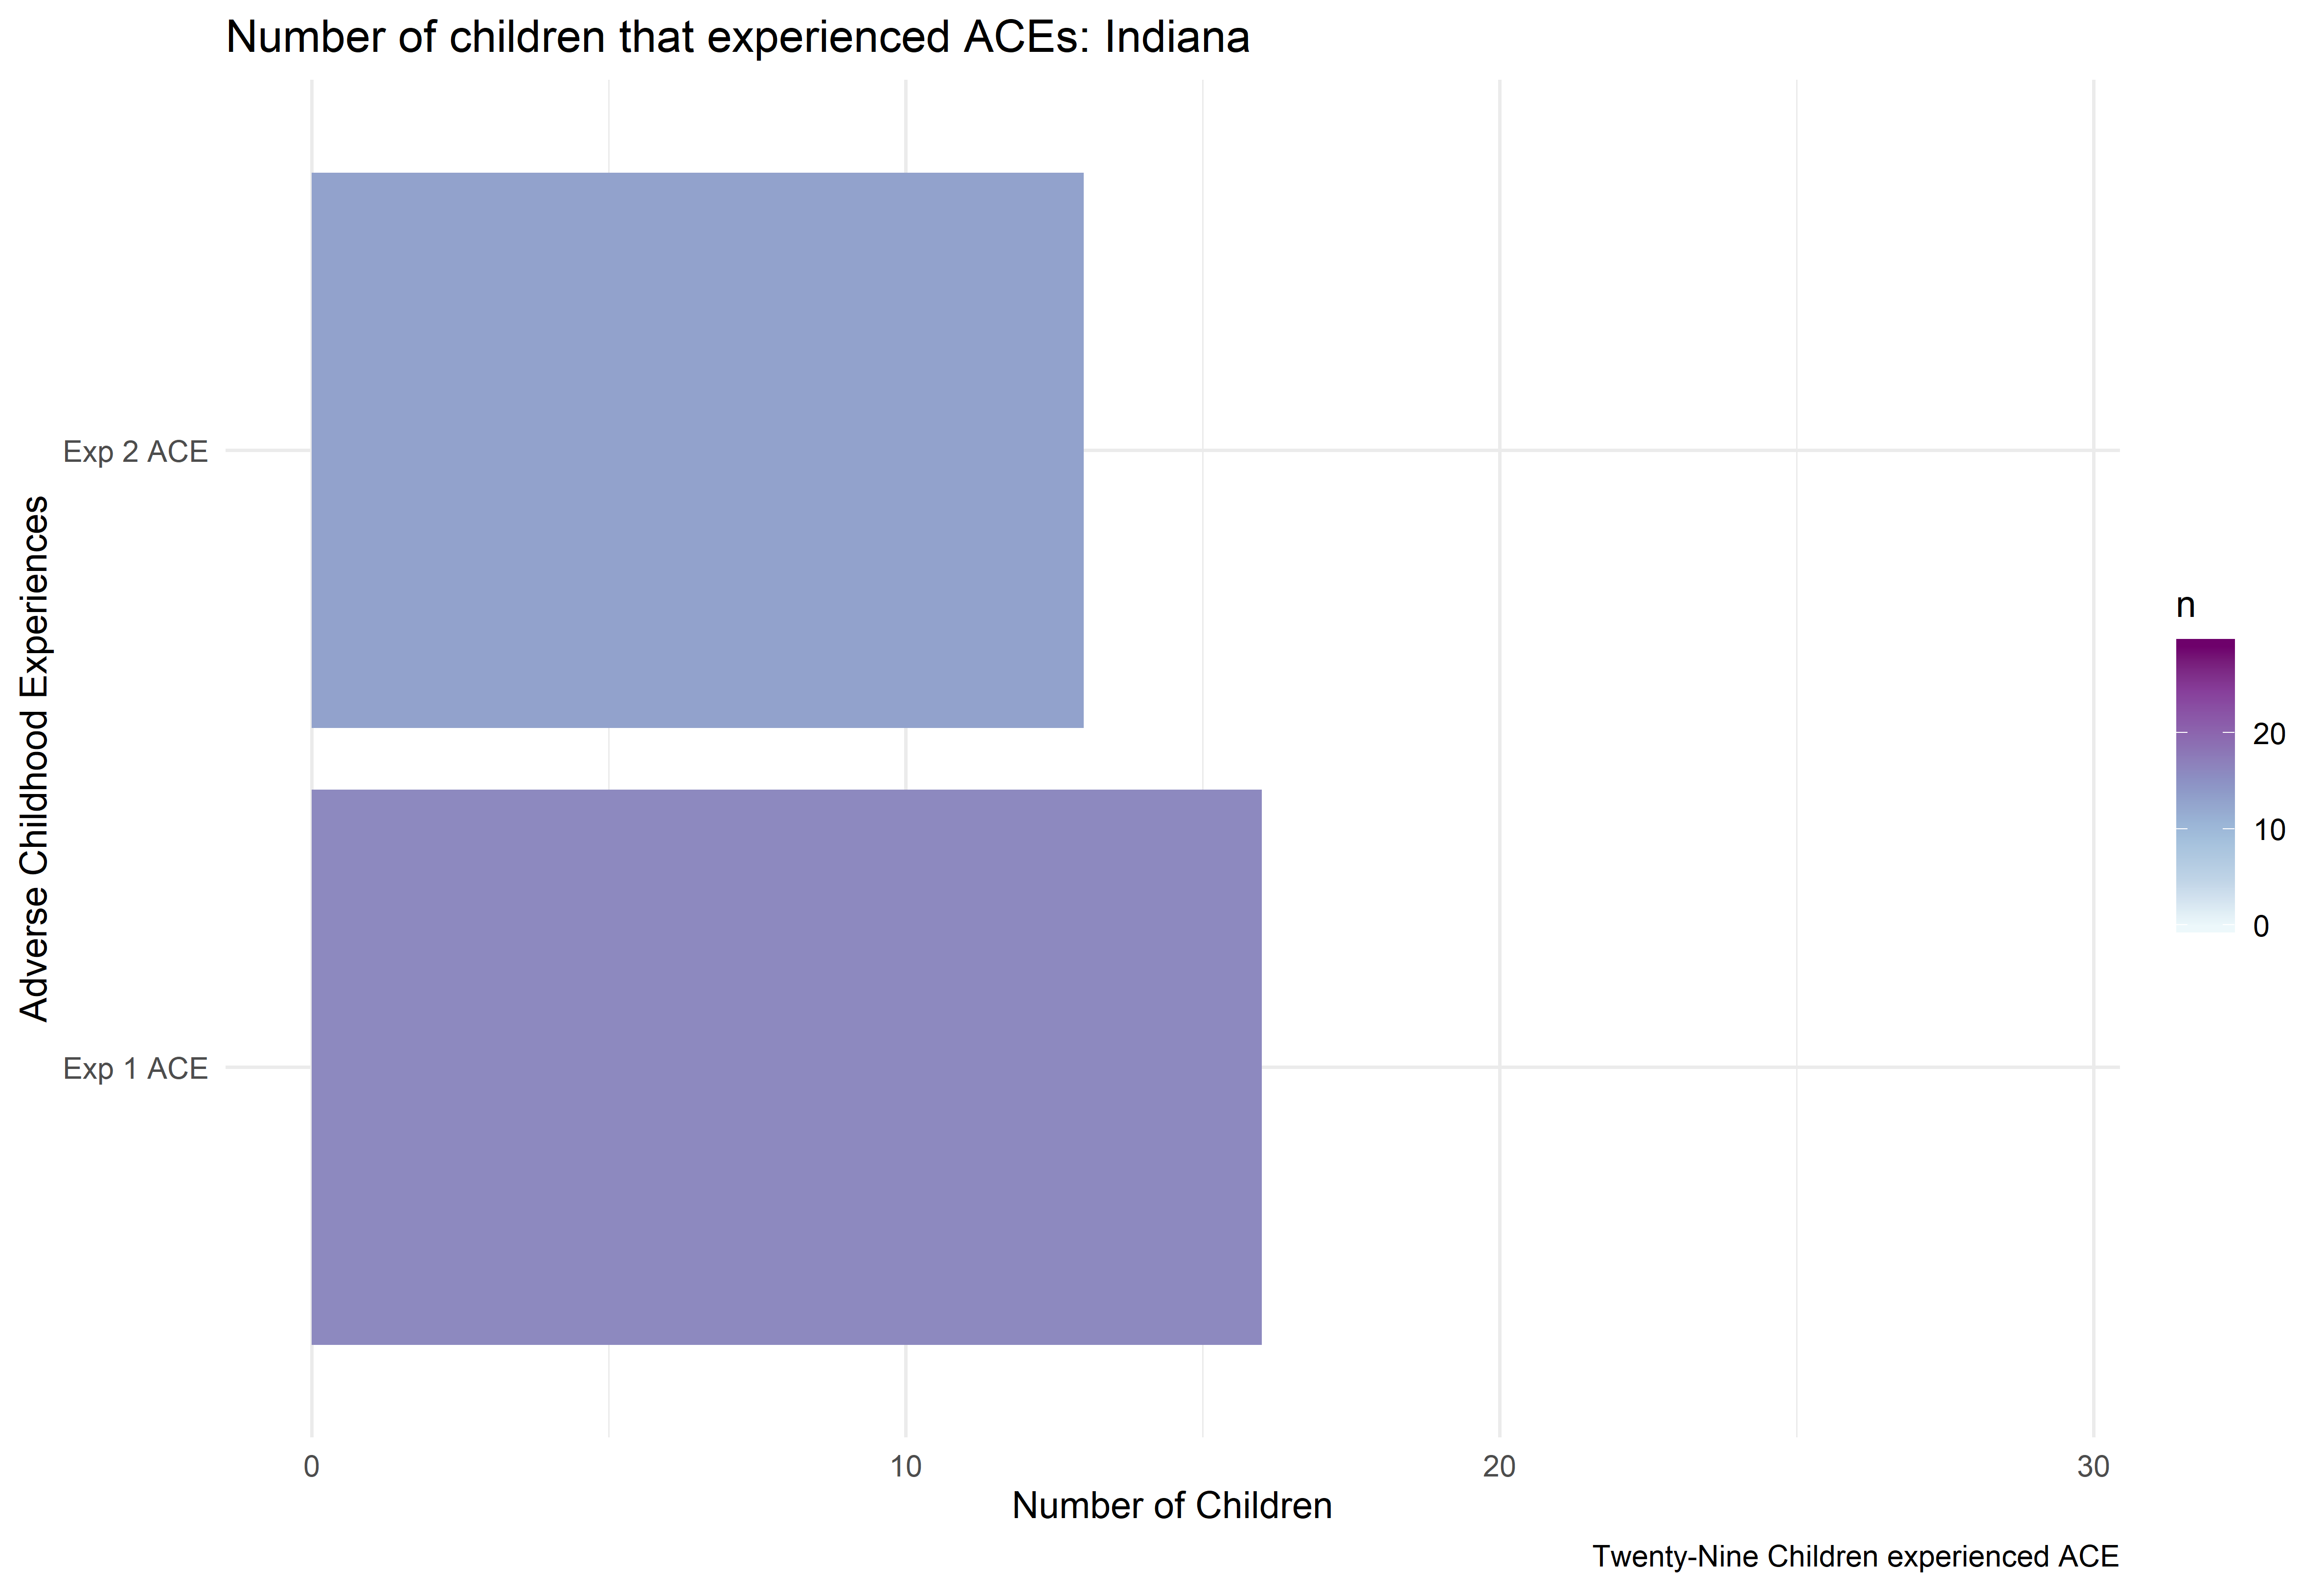 Number of children that experienced ACEs: Indiana
Adverse Childhood Experiences
Exp 2 ACE
Exp 1 ACE
0
10
20
30
Number of Children
n
20
10
0
Twenty-Nine Children experienced ACE